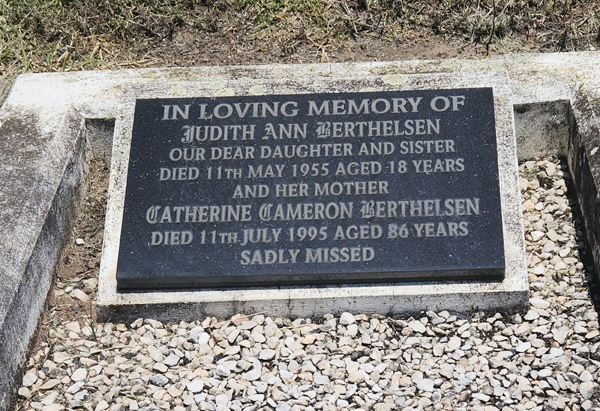 IN LOVING MEMORY OF
JUDITH ANN BERTHELSEN
OUR DEAR DAUGHTER AND SISTER
DIED 11TH MAY 1955 AGED 18 YEARS
AND HER MOTHER
CATHERINE CAMERON BERTHELSEN
DIED 11TH JULY 1995 AGED 86 YEARS
SADLY MISSED